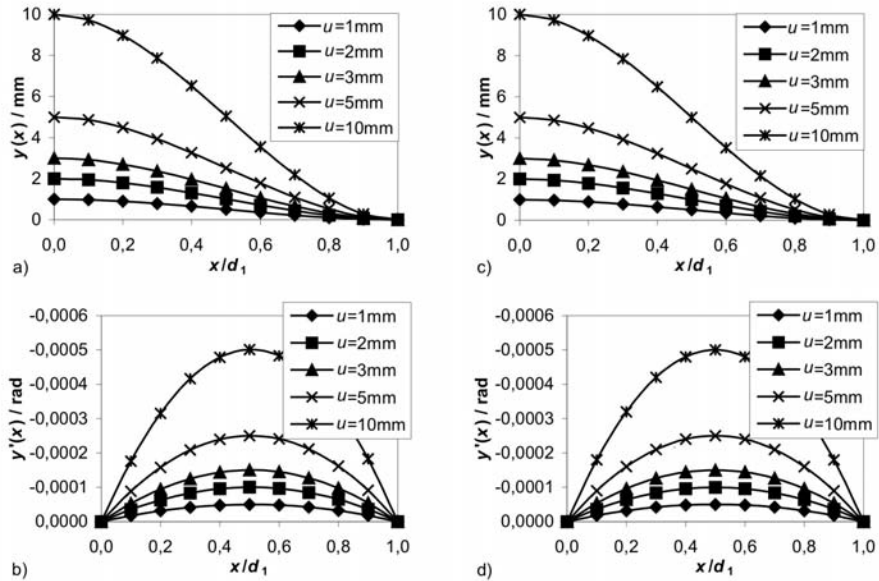 10
8
6
4
2
0
y(x) / mm
0,0 0,2 0,4 0,6 0,8 1,0
x/d₁
u=1mm
u=2mm
u=3mm
u=5mm
u=10mm
a)
10
8
6
4
2
0
y(x) / mm
0,0 0,2 0,4 0,6 0,8 1,0
x/d₁
u=1mm
u=2mm
u=3mm
u=5mm
u=10mm
c)
-0,0006
-0,0005
-0,0004
-0,0003
-0,0002
-0,0001
0,0000
y'(x) / rad
0,0 0,2 0,4 0,6 0,8 1,0
x/d₁
u=1mm
u=2mm
u=3mm
u=5mm
u=10mm
b)
-0,0006
-0,0005
-0,0004
-0,0003
-0,0002
-0,0001
0,0000
y'(x) / rad
0,0 0,2 0,4 0,6 0,8 1,0
x/d₁
u=1mm
u=2mm
u=3mm
u=5mm
u=10mm
d)